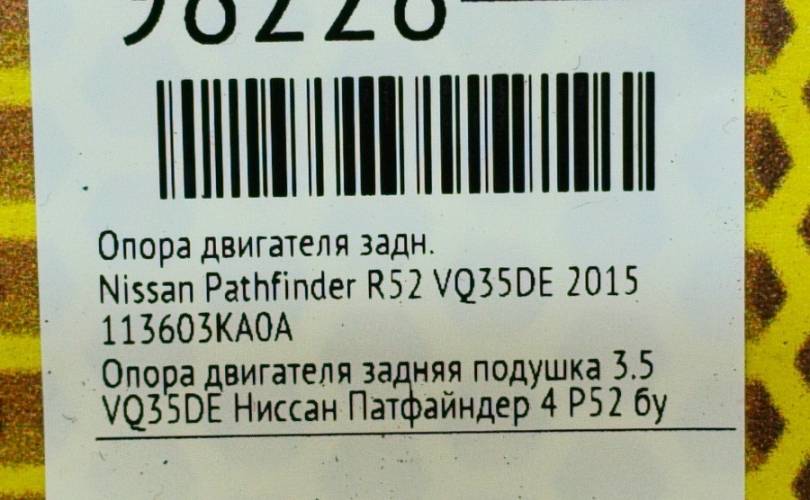 98228
Опора двигателя задн.
Nissan Pathfinder R52 VQ35DE 2015
113603KA0A
Опора двигателя задняя подушка 3.5
VQ35DE Ниссан Патфайндер 4 Р52 бу